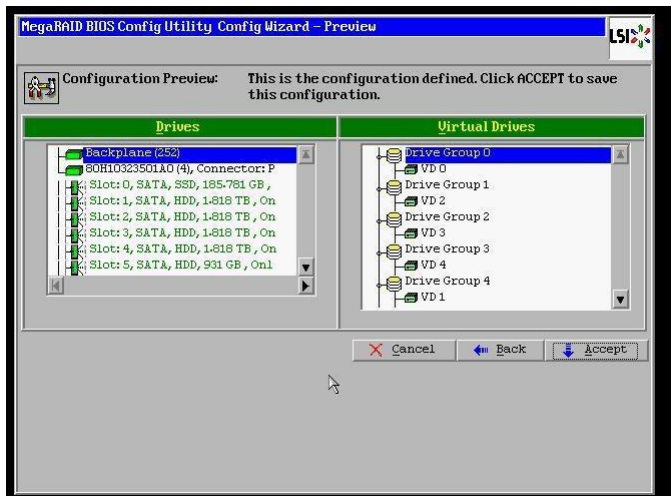 MegaRAID BIOS Config Utility Config Wizard – Preview
LSI
Configuration Preview:
This is the configuration defined. Click ACCEPT to save
this configuration.
Drives
Backplane (252)
80H10323501A0 (4), Connector: P
Slot: 0, SATA, SSD, 185.781 GB,
Slot: 1, SATA, HDD, 1.818 TB, On
Slot: 2, SATA, HDD, 1.818 TB, On
Slot: 3, SATA, HDD, 1.818 TB, On
Slot: 4, SATA, HDD, 1.818 TB, On
Slot: 5, SATA, HDD, 931 GB, Onl
Virtual Drives
Drive Group 0
VD 0
Drive Group 1
VD 2
Drive Group 2
VD 3
Drive Group 3
VD 4
Drive Group 4
VD 1
Cancel
Back
Accept